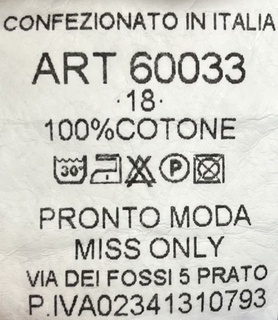 CONFEZIONATO IN ITALIA
ART 60033
·18·
100%COTONE
30° P
PRONTO MODA
MISS ONLY
VIA DEI FOSSI 5 PRATO
P.IVA02341310793